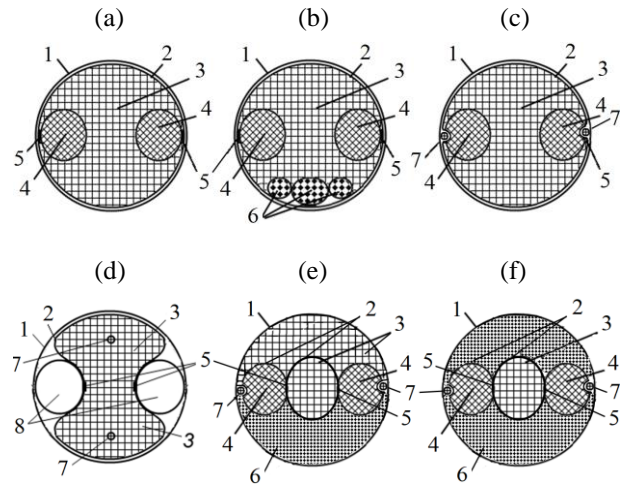 (a) (b) (c)
1 2 3 4 5 4 5
1 2 3 4 5 4 6
1 2 3 4 7 7 4 5
(d) (e) (f)
1 2 3 7 5 8 7 3
1 2 3 4 5 7 7 4 5 6
1 2 3 4 5 7 7 4 5 6